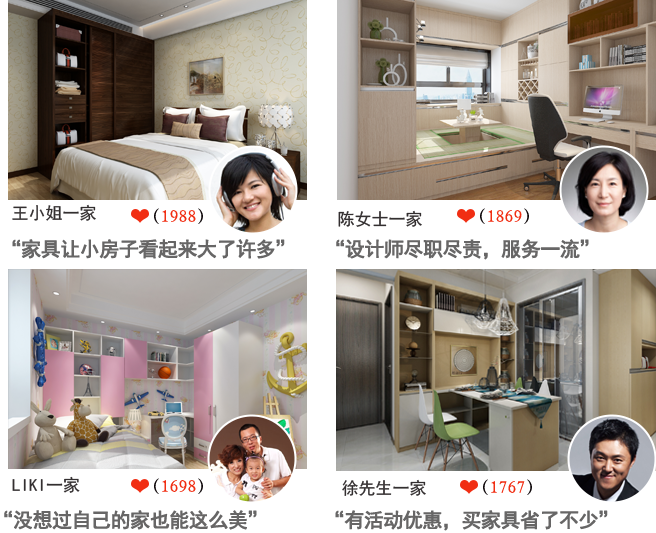 王小姐一家 ❤(1988)
陈女士一家 ❤(1869)
“家具让小房子看起来大了许多”
“设计师尽职尽责，服务一流”
LIKI一家 ❤(1698)
徐先生一家 ❤(1767)
“没想过自己的家也能这么美”
“有活动优惠，买家具省了不少”